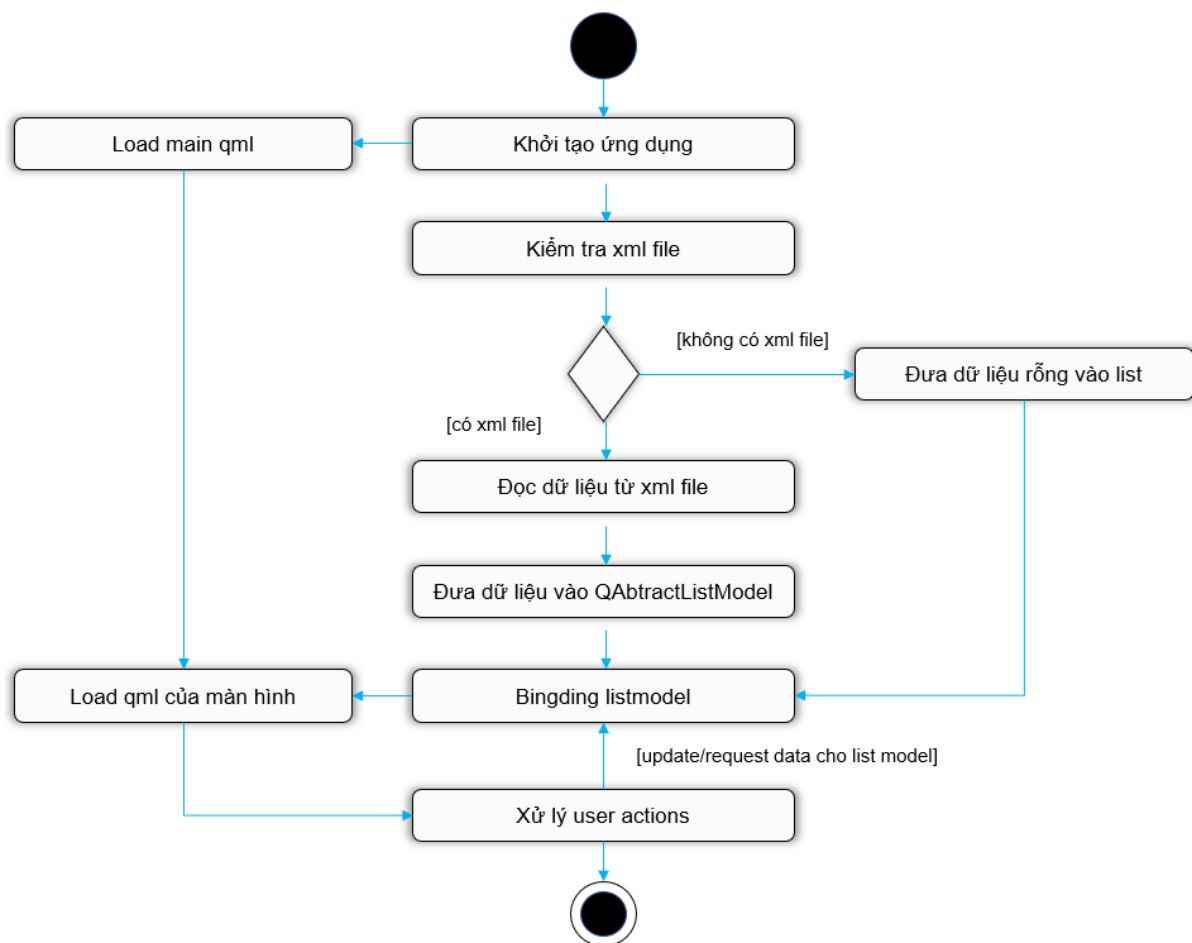 Load main qml
Khởi tạo ứng dụng
Kiểm tra xml file
[không có xml file]
Đưa dữ liệu rỗng vào list
[có xml file]
Đọc dữ liệu từ xml file
Đưa dữ liệu vào QAbtractListModel
Load qml của màn hình
Bingding listmodel
[update/request data cho list model]
Xử lý user actions